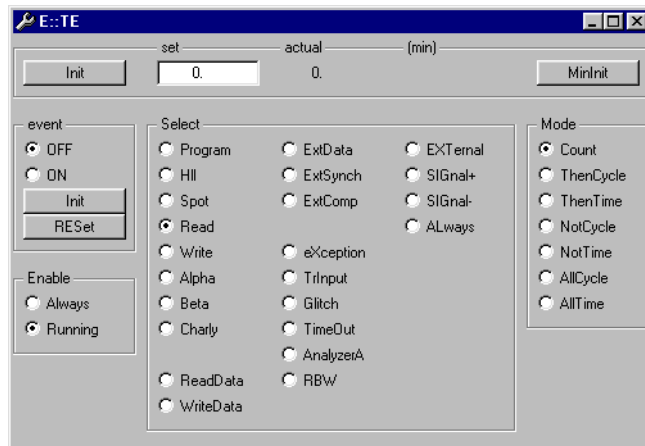 E::TE
set actual (min)
Init 0. 0. MinInit
event
OFF
ON
Init
RESet
Enable
Always
Running
Select
Program ExtData EXTernal
HII ExtSynch SIGnal+
Spot ExtComp SIGnal-
Read ALways
Write eXception
Alpha TrInput
Beta Glitch
Charly TimeOut
AnalyzerA
ReadData RBW
WriteData
Mode
Count
ThenCycle
ThenTime
NotCycle
NotTime
AllCycle
AllTime